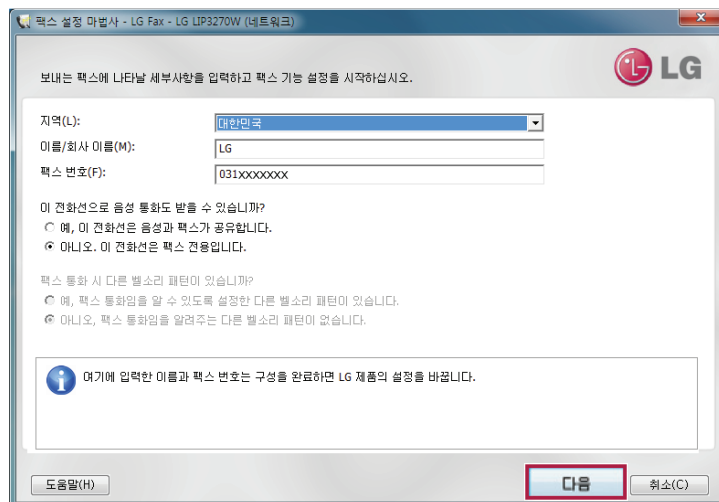 팩스 설정 마법사 - LG Fax - LG LIP3270W (네트워크)
LG
보내는 팩스에 나타날 세부사항을 입력하고 팩스 기능 설정을 시작하십시오.
지역(L): 대한민국
이름/회사 이름(M): LG
팩스 번호(F): 031XXXXXXX
이 전화선으로 음성 통화도 받을 수 있습니까?
예, 이 전화선은 음성과 팩스가 공유합니다.
아니오. 이 전화선은 팩스 전용입니다.
팩스 통화 시 다른 벨소리 패턴이 있습니까?
예, 팩스 통화임을 알 수 있도록 설정한 다른 벨소리 패턴이 있습니다.
아니오, 팩스 통화임을 알려주는 다른 벨소리 패턴이 없습니다.
여기에 입력한 이름과 팩스 번호는 구성을 완료하면 LG 제품의 설정을 바꿉니다.
도움말(H) 다음 취소(C)